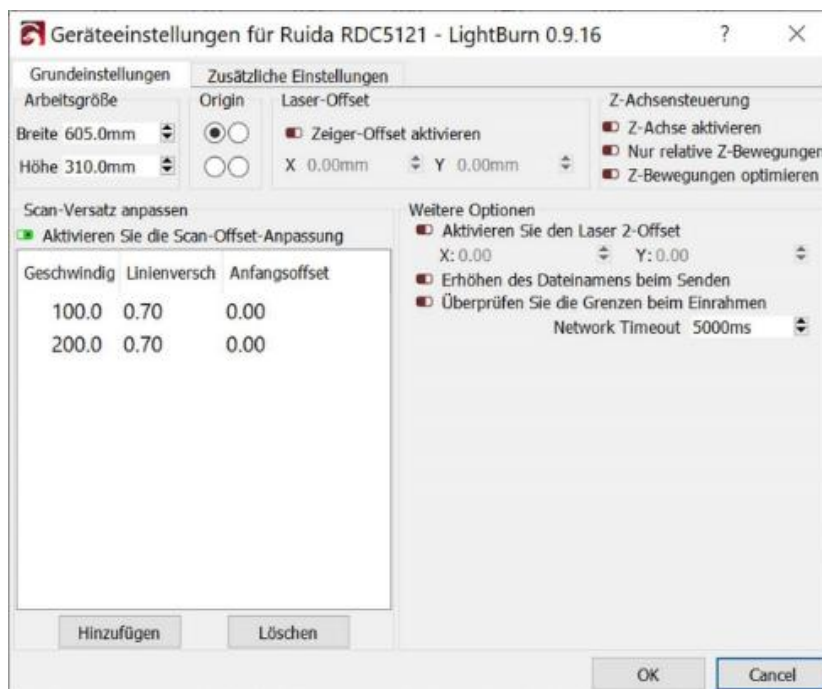 Geräteeinstellungen für Ruida RDC5121 - LightBurn 0.9.16 ?
Grundeinstellungen Zusätzliche Einstellungen
Arbeitsgröße Origin Laser-Offset Z-Achsensteuerung
Breite 605.0mm Zeiger-Offset aktivieren Z-Achse aktivieren
Nur relative Z-Bewegungen
Höhe 310.0mm X 0.00mm Y 0.00mm Z-Bewegungen optimieren
Scan-Versatz anpassen Weitere Optionen
Aktivieren Sie die Scan-Offset-Anpassung Aktivieren Sie den Laser 2-Offset
X: 0.00 Y: 0.00
Geschwindig Linienversch Anfangsoffset Erhöhen des Dateinamens beim Senden
100.0 0.70 0.00 Überprüfen Sie die Grenzen beim Einrahmen
200.0 0.70 0.00 Network Timeout 5000ms
Hinzufügen Löschen
OK Cancel